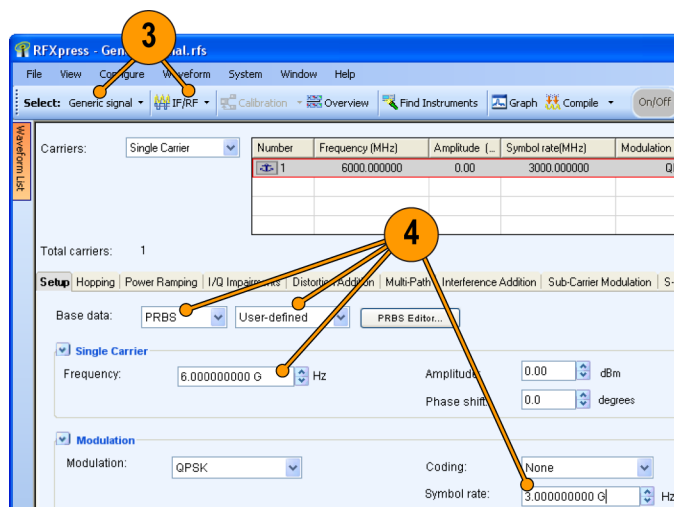 3
RFXpress - Gen al.rfs
File View Configure Waveform System Window Help
Select: Generic signal IF/RF Calibration Overview Find Instruments Graph Compile On/Off
Waveform List
Carriers: Single Carrier
Number Frequency (MHz) Amplitude (... Symbol rate(MHz) Modulation
1 6000.000000 0.00 3000.000000
4
Total carriers: 1
Setup Hopping Power Ramping I/Q Impairments Distortion Addition Multi-Path Interference Addition Sub-Carrier Modulation S-
Base data: PRBS User-defined PRBS Editor...
Single Carrier
Frequency: 6.000000000 G Hz Amplitude: 0.00 dBm
Phase shift: 0.0 degrees
Modulation
Modulation: QPSK Coding: None
Symbol rate: 3.000000000 G Hz